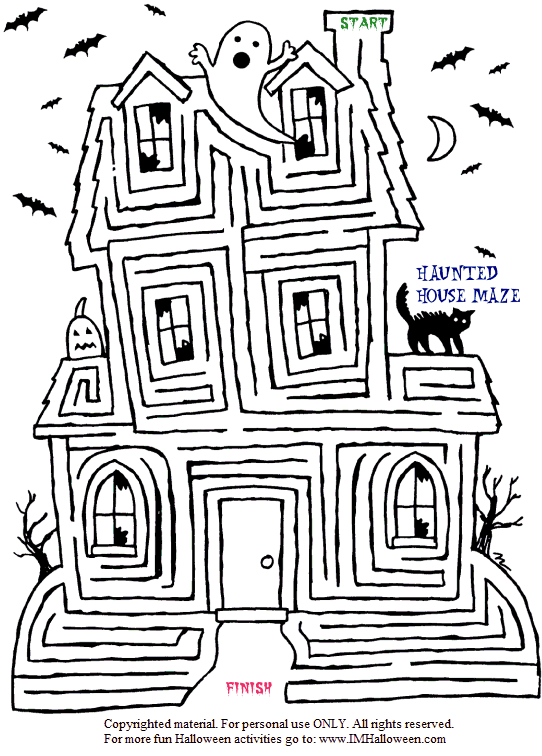 START
HAUNTED
HOUSE MAZE
FINISH
Copyrighted material. For personal use ONLY. All rights reserved.
For more fun Halloween activities go to: www.IMHalloween.com